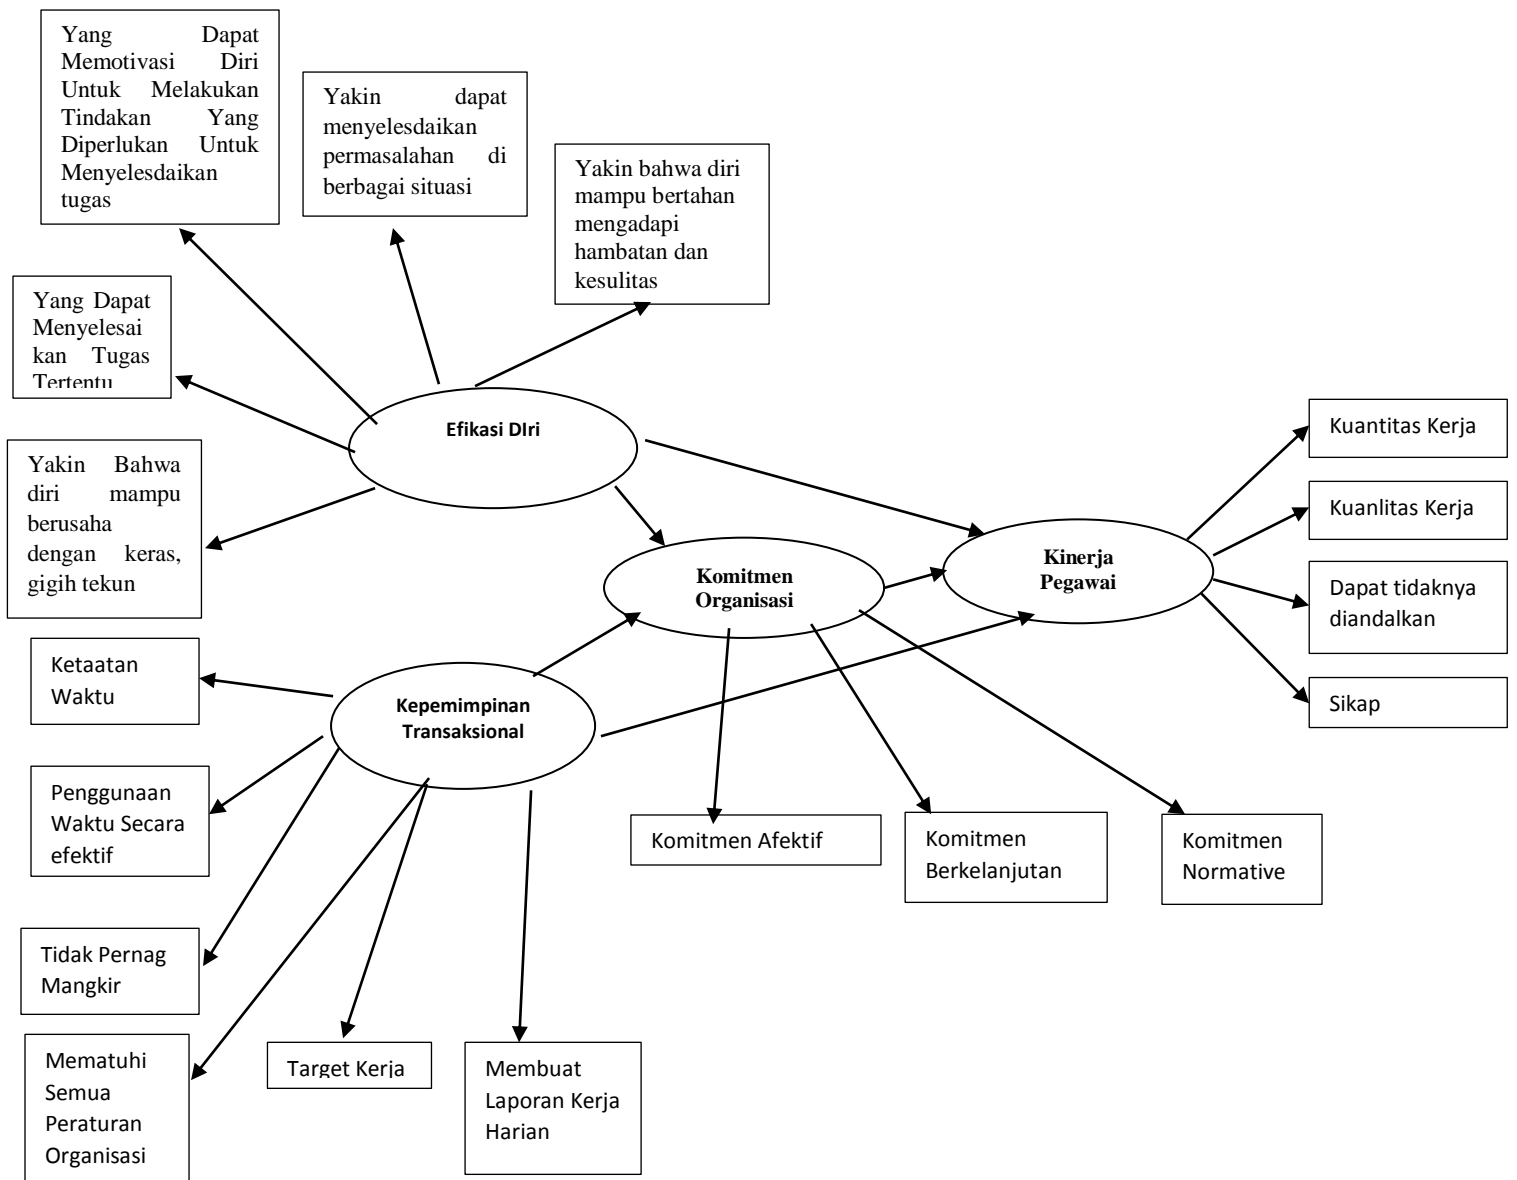 Yang Dapat
Memotivasi Diri
Untuk Melakukan
Tindakan Yang
Diperlukan Untuk
Menyelesdaikan
tugas
Yakin dapat
menyelesdaikan
permasalahan di
berbagai situasi
Yakin bahwa diri
mampu bertahan
mengadapi
hambatan dan
kesulitas
Yang Dapat
Menyelesai
kan Tugas
Tertentu
Efikasi DIri
Kuantitas Kerja
Yakin Bahwa
diri mampu
berusaha
dengan keras,
gigih tekun
Kuanlitas Kerja
Kinerja
Pegawai
Komitmen
Organisasi
Dapat tidaknya
diandalkan
Ketaatan
Waktu
Kepemimpinan
Transaksional
Sikap
Penggunaan
Waktu Secara
efektif
Komitmen Afektif
Komitmen
Berkelanjutan
Komitmen
Normative
Tidak Pernag
Mangkir
Mematuhi
Semua
Peraturan
Organisasi
Target Kerja
Membuat
Laporan Kerja
Harian